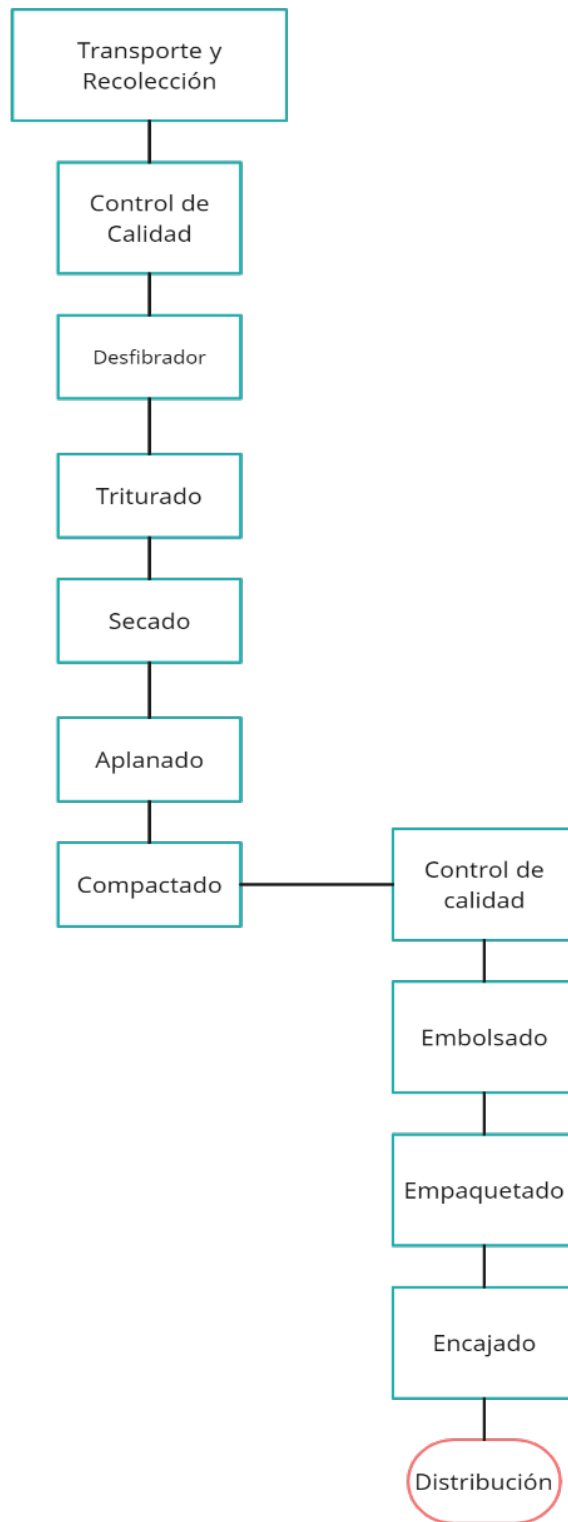 Transporte y
Recolección
Control de
Calidad
Desfibrador
Triturado
Secado
Aplanado
Compactado
Control de
calidad
Embolsado
Empaquetado
Encajado
Distribución